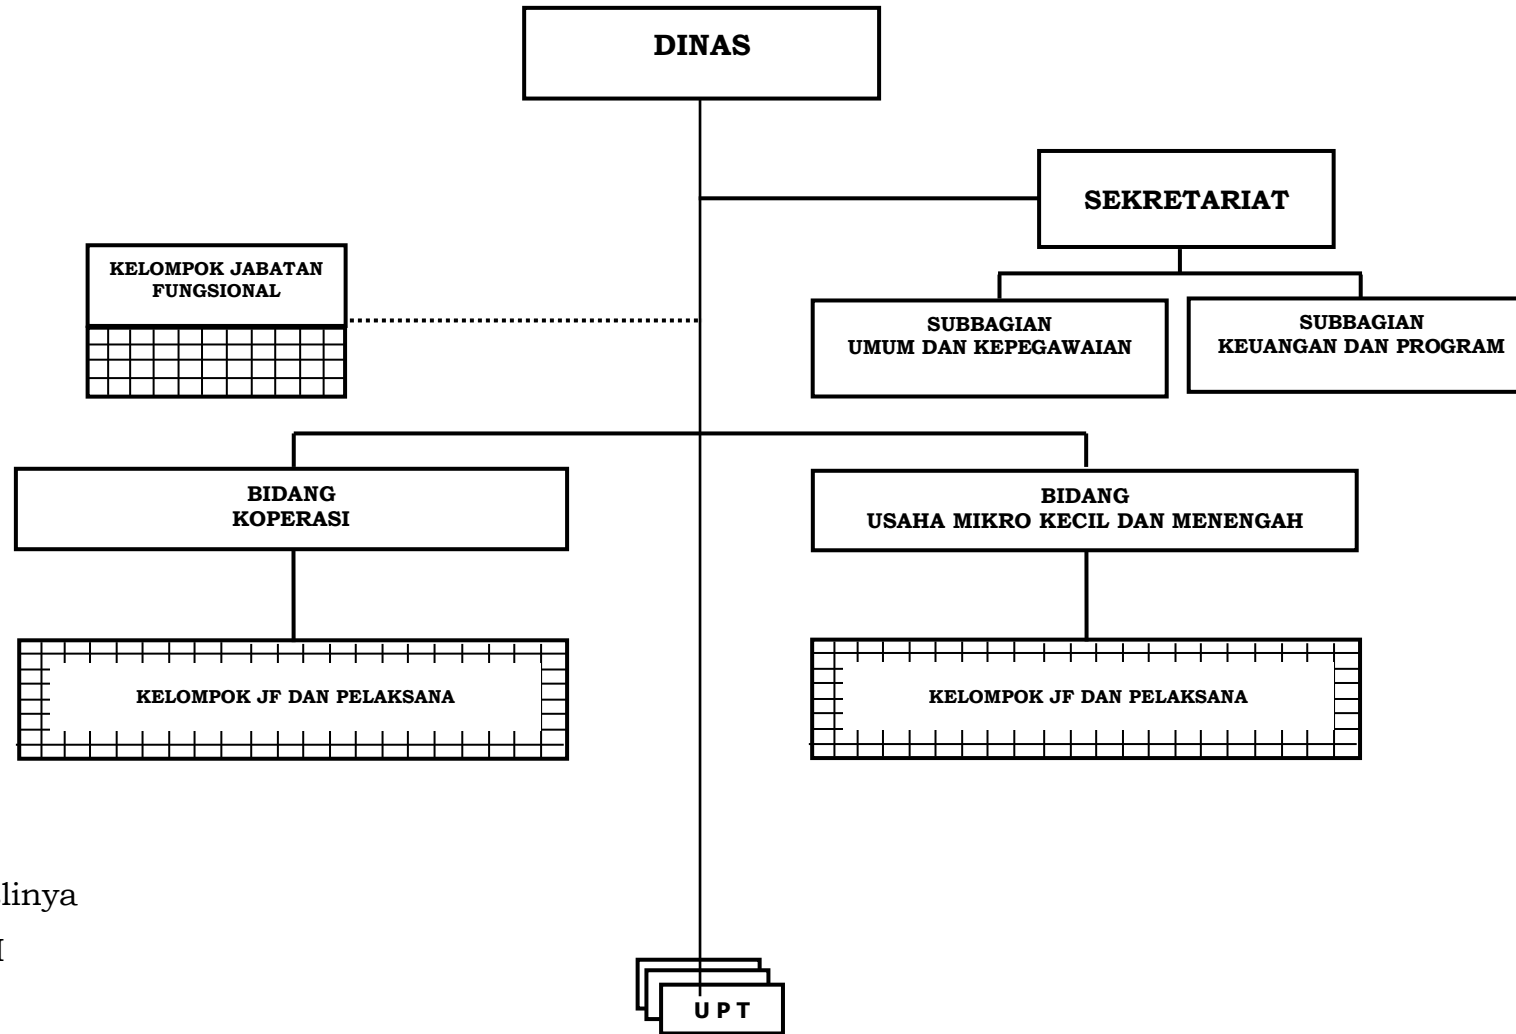 DINAS
SEKRETARIAT
KELOMPOK JABATAN
FUNGSIONAL
SUBBAGIAN
UMUM DAN KEPEGAWAIAN
SUBBAGIAN
KEUANGAN DAN PROGRAM
BIDANG
KOPERASI
BIDANG
USAHA MIKRO KECIL DAN MENENGAH
KELOMPOK JF DAN PELAKSANA
KELOMPOK JF DAN PELAKSANA
linya
UPT